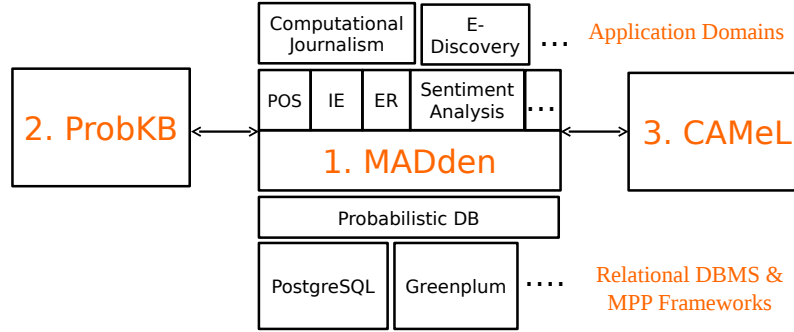 Computational
Journalism
E-
Discovery
...
Application Domains
POS
IE
ER
Sentiment
Analysis
...
2. ProbKB
1. MADden
3. CAMeL
Probabilistic DB
PostgreSQL
Greenplum
....
Relational DBMS &
MPP Frameworks